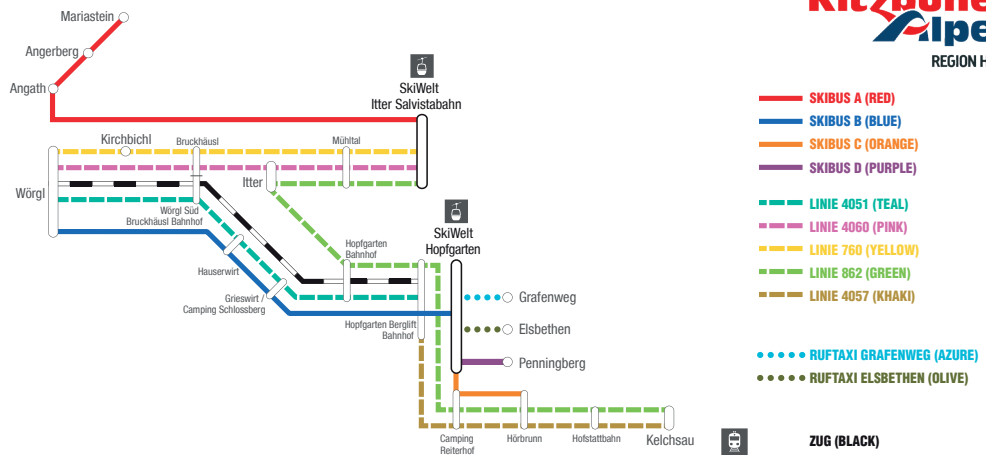 Kitzbühe
Alpe
REGION H
Mariastein
Angerberg
Angath
SkiWelt
Itter Salvistabahn
Kirchbichl
Bruckhäusl
Mühltal
Wörgl
Itter
Wörgl Süd
Bruckhäusl Bahnhof
Hauserwirt
Grieswirt /
Camping Schlossberg
Hopfgarten
Bahnhof
SkiWelt
Hopfgarten
Hopfgarten Berglift
Bahnhof
Grafenweg
Elsbethen
Penningberg
Camping
Reiterhof
Hörbrunn
Hofstattbahn
Kelchsau
SKIBUS A (RED)
SKIBUS B (BLUE)
SKIBUS C (ORANGE)
SKIBUS D (PURPLE)
LINIE 4051 (TEAL)
LINIE 4060 (PINK)
LINIE 760 (YELLOW)
LINIE 862 (GREEN)
LINIE 4057 (KHAKI)
RUFTAXI GRAFENWEG (AZURE)
RUFTAXI ELSBETHEN (OLIVE)
ZUG (BLACK)